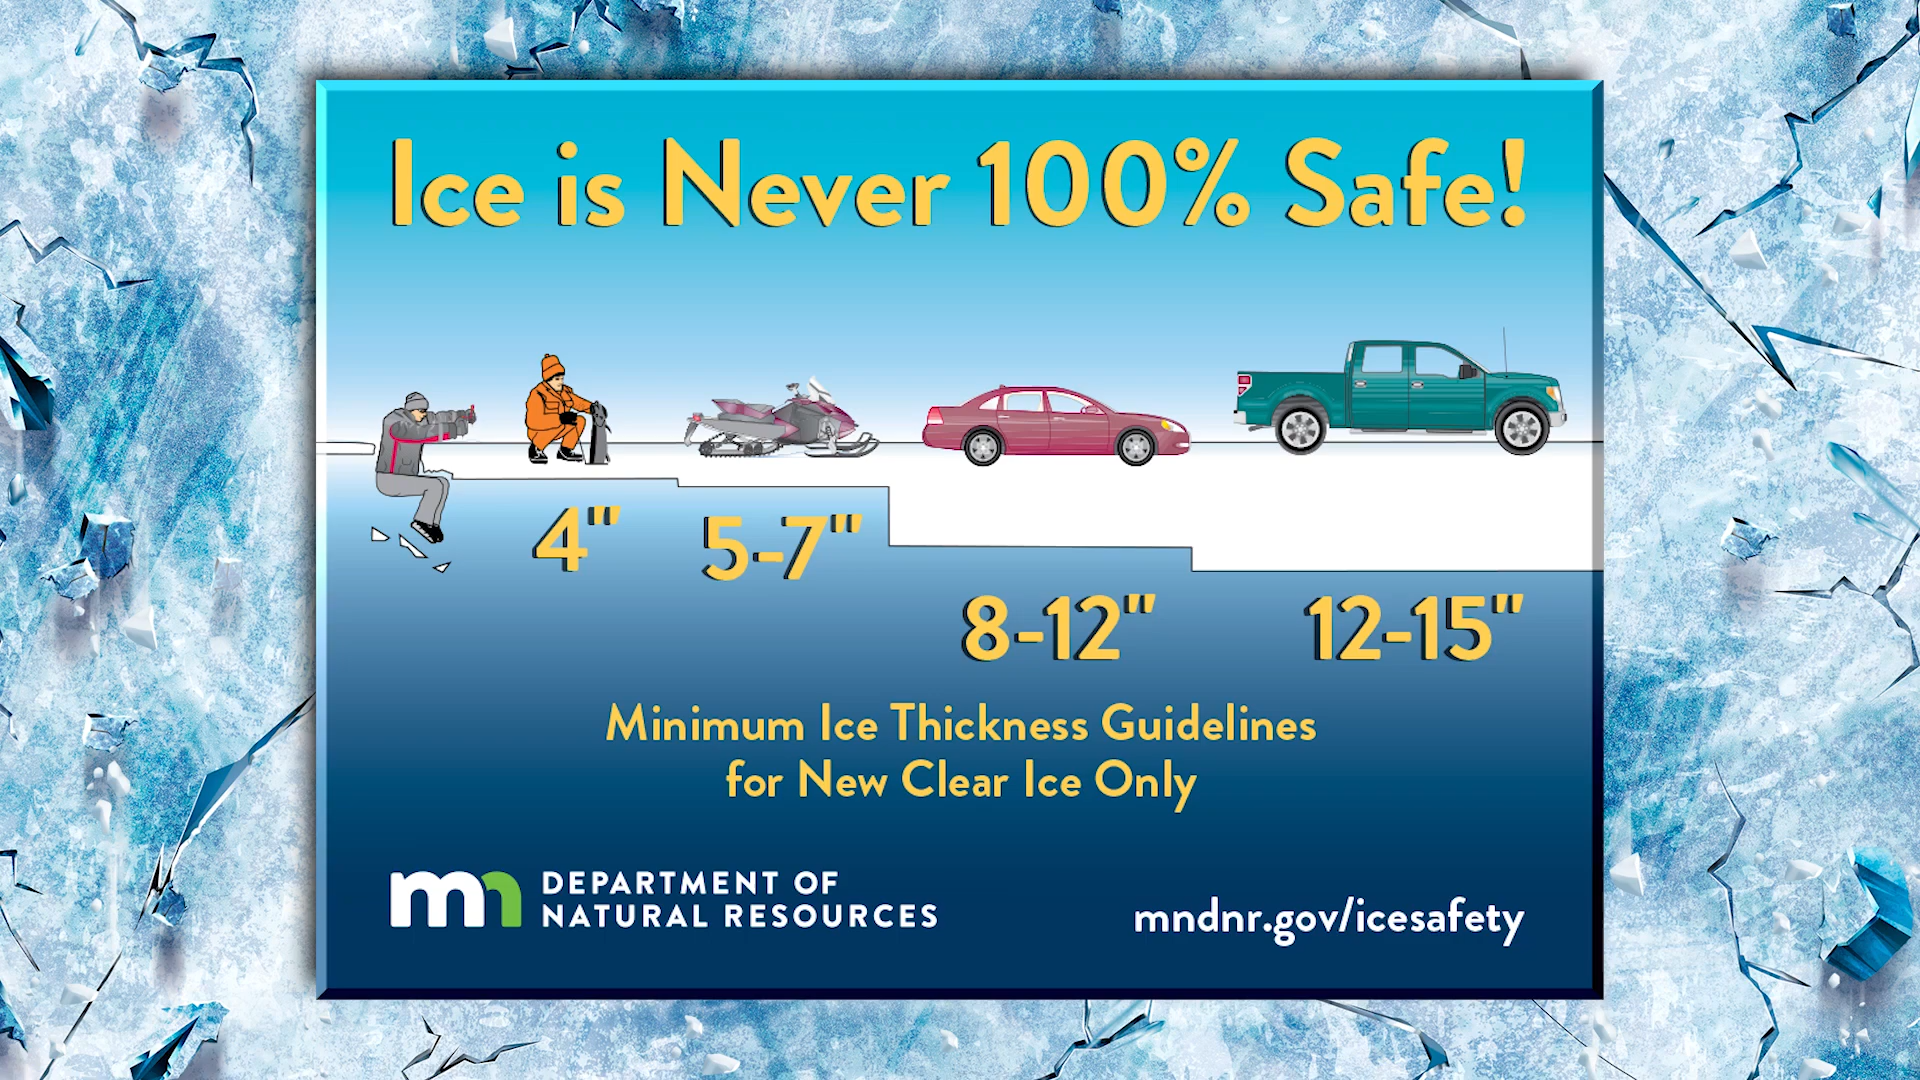 Ice is Never 100% Safe!
4"
5-7"
8-12"
12-15"
Minimum Ice Thickness Guidelines
for New Clear Ice Only
mn DEPARTMENT OF
NATURAL RESOURCES
mndnr.gov/icesafety